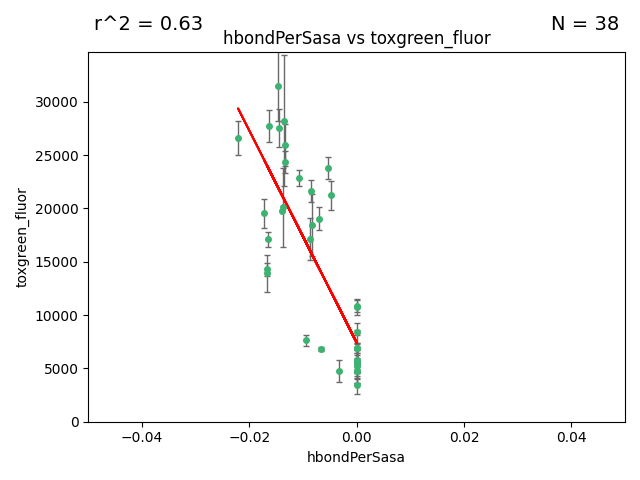 r^2 = 0.63
N = 38
hbondPerSasa vs toxgreen_fluor
30000
25000
20000
15000
10000
5000
0
toxgreen_fluor
−0.04
−0.02
0.00
0.02
0.04
hbondPerSasa